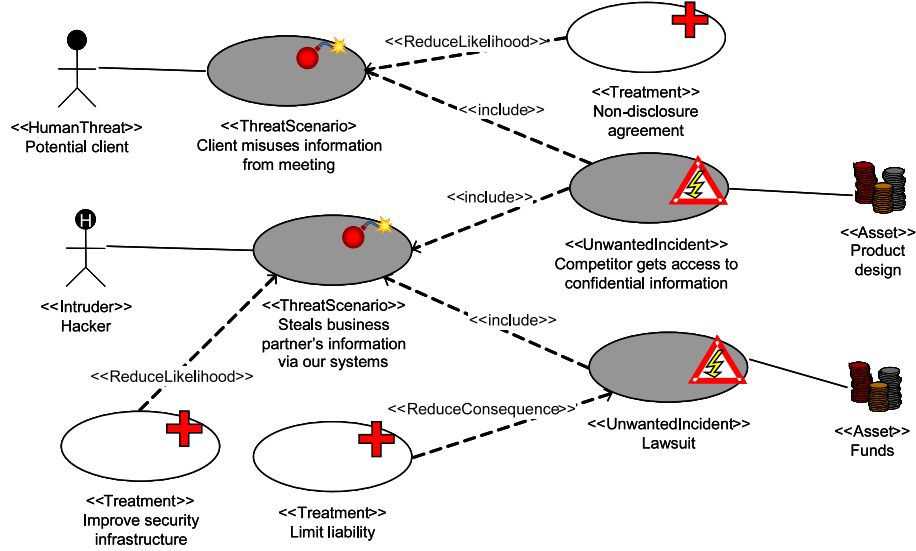 <<ReduceLikelihood>>
<<Treatment>>
Non-disclosure
agreement
<<HumanThreat>>
Potential client
<<ThreatScenario>
Client misuses information
from meeting
<<include>>
<<include>>
<<UnwantedIncident>>
Competitor gets access to
confidential information
<<Asset>>
Product
design
H
<<Intruder>>
Hacker
<<ThreatScenario>>
Steals business
partner's information
via our systems
<<include>>
<<ReduceLikelihood>>
<<ReduceConsequence>>
<<UnwantedIncident>>
Lawsuit
<<Asset>>
Funds
<<Treatment>>
Improve security
infrastructure
<<Treatment>>
Limit liability